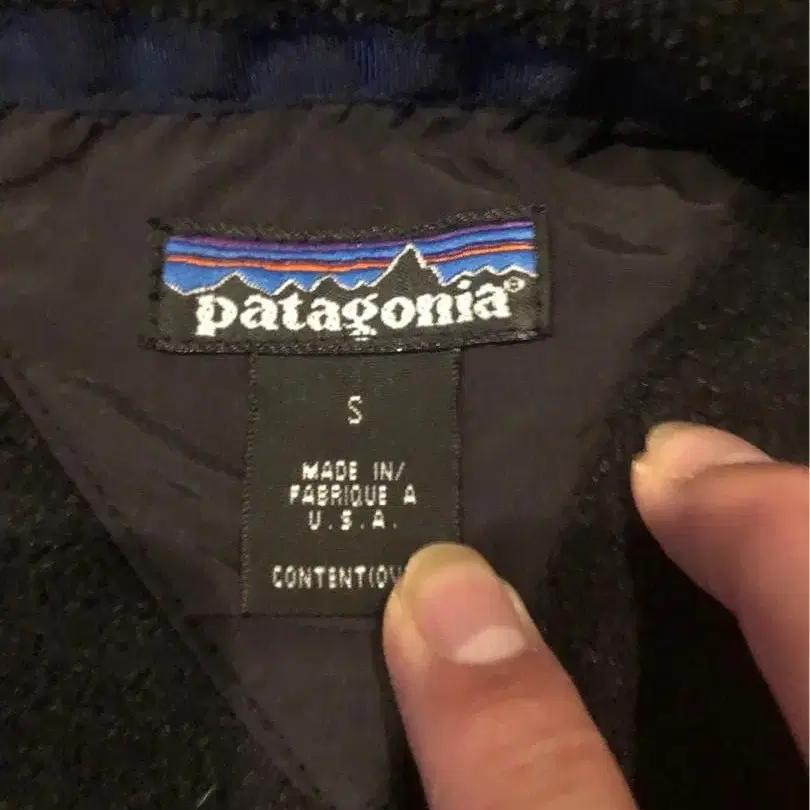 patagonia®
S
MADE IN/
FABRIQUE A
U.S.A.